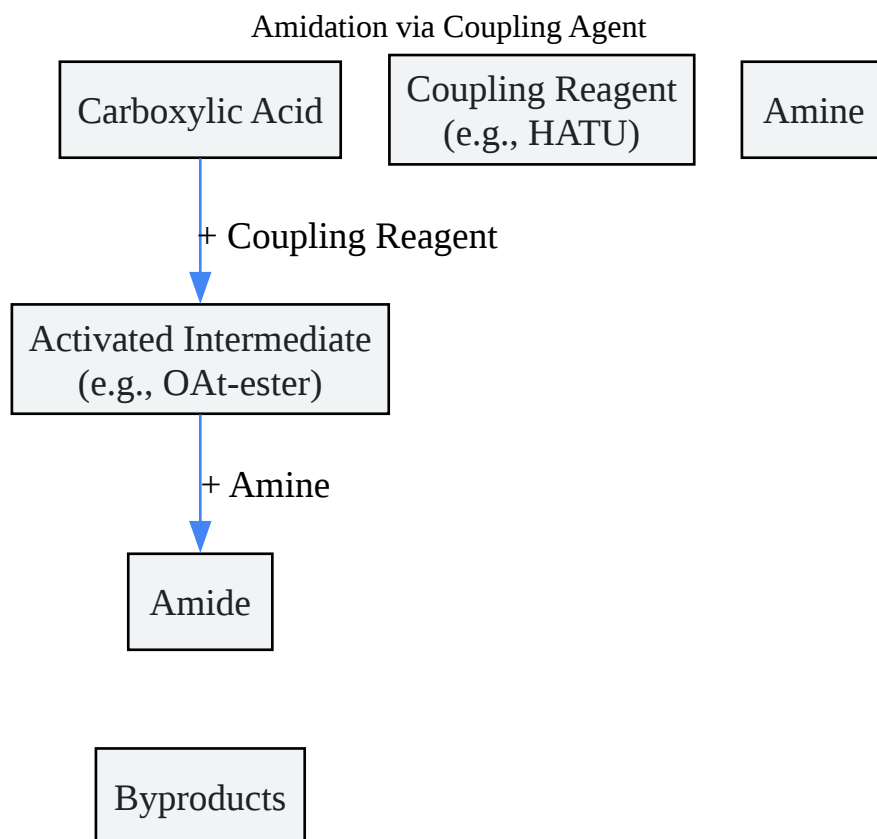 Amidation via Coupling Agent
Carboxylic Acid
Coupling Reagent
(e.g., HATU)
Amine
+ Coupling Reagent
Activated Intermediate
(e.g., OAt-ester)
+ Amine
Amide
Byproducts